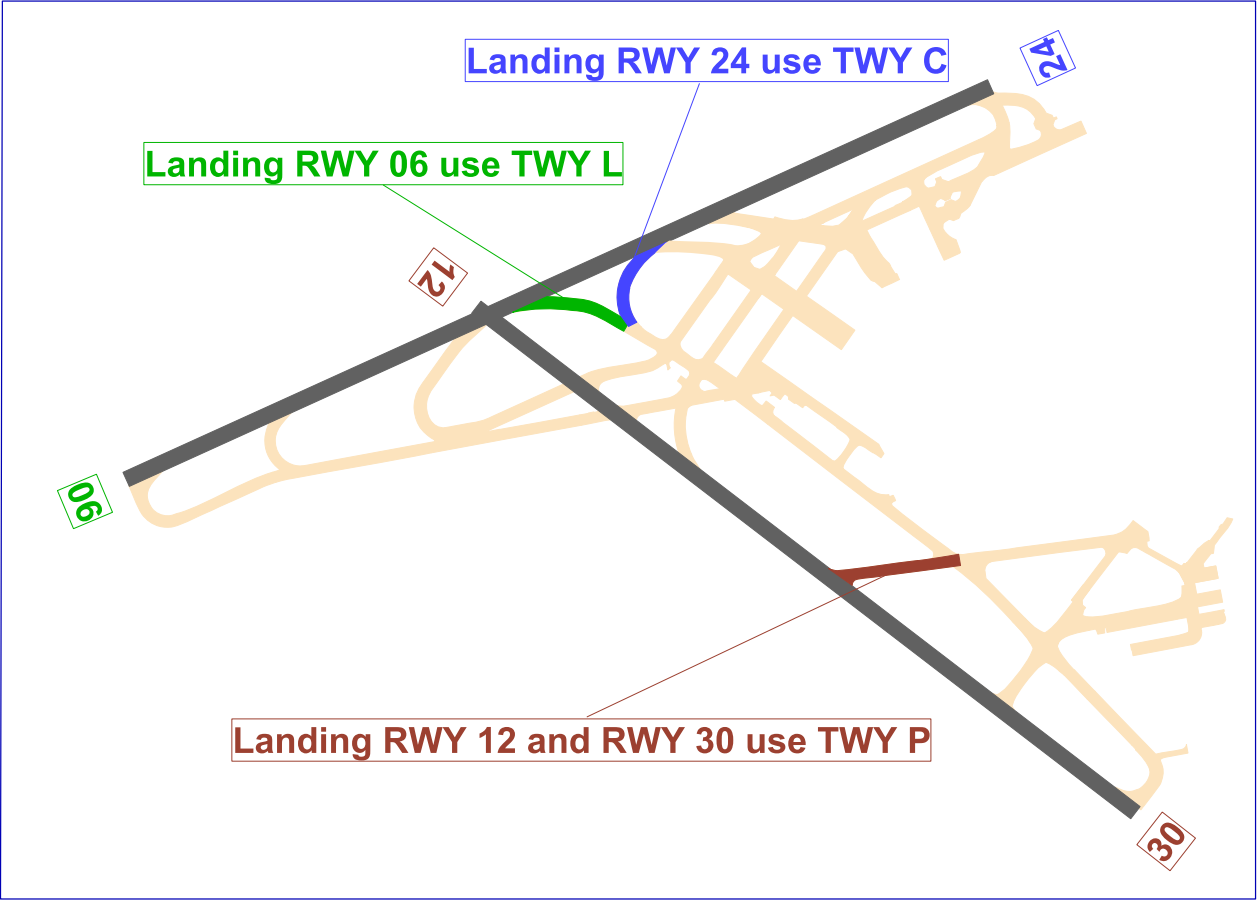 Landing RWY 24 use TWY C
24
Landing RWY 06 use TWY L
12
06
Landing RWY 12 and RWY 30 use TWY P
30